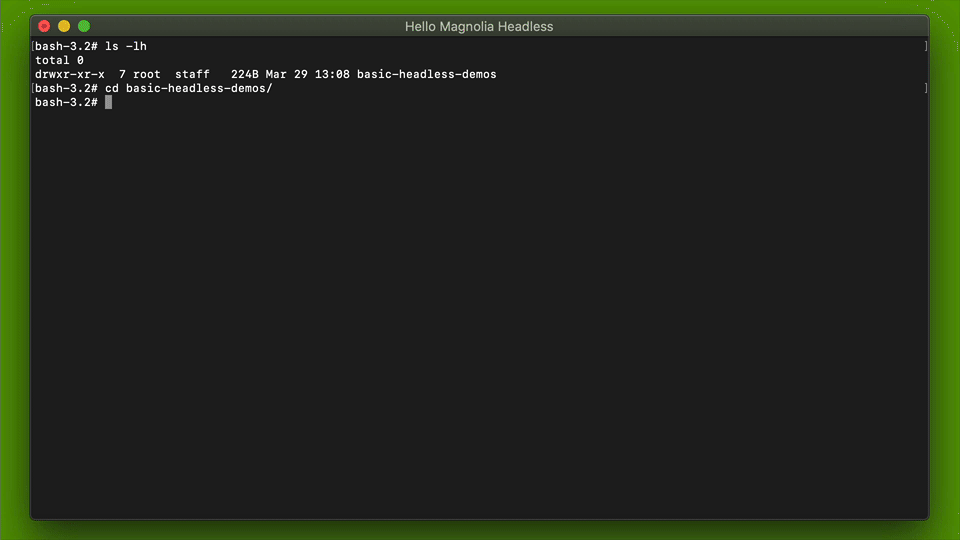 Hello Magnolia Headless
[bash-3.2# ls -lh ]
total 0
drwxr-xr-x  7 root  staff   224B Mar 29 13:08 basic-headless-demos
[bash-3.2# cd basic-headless-demos/ ]
bash-3.2#